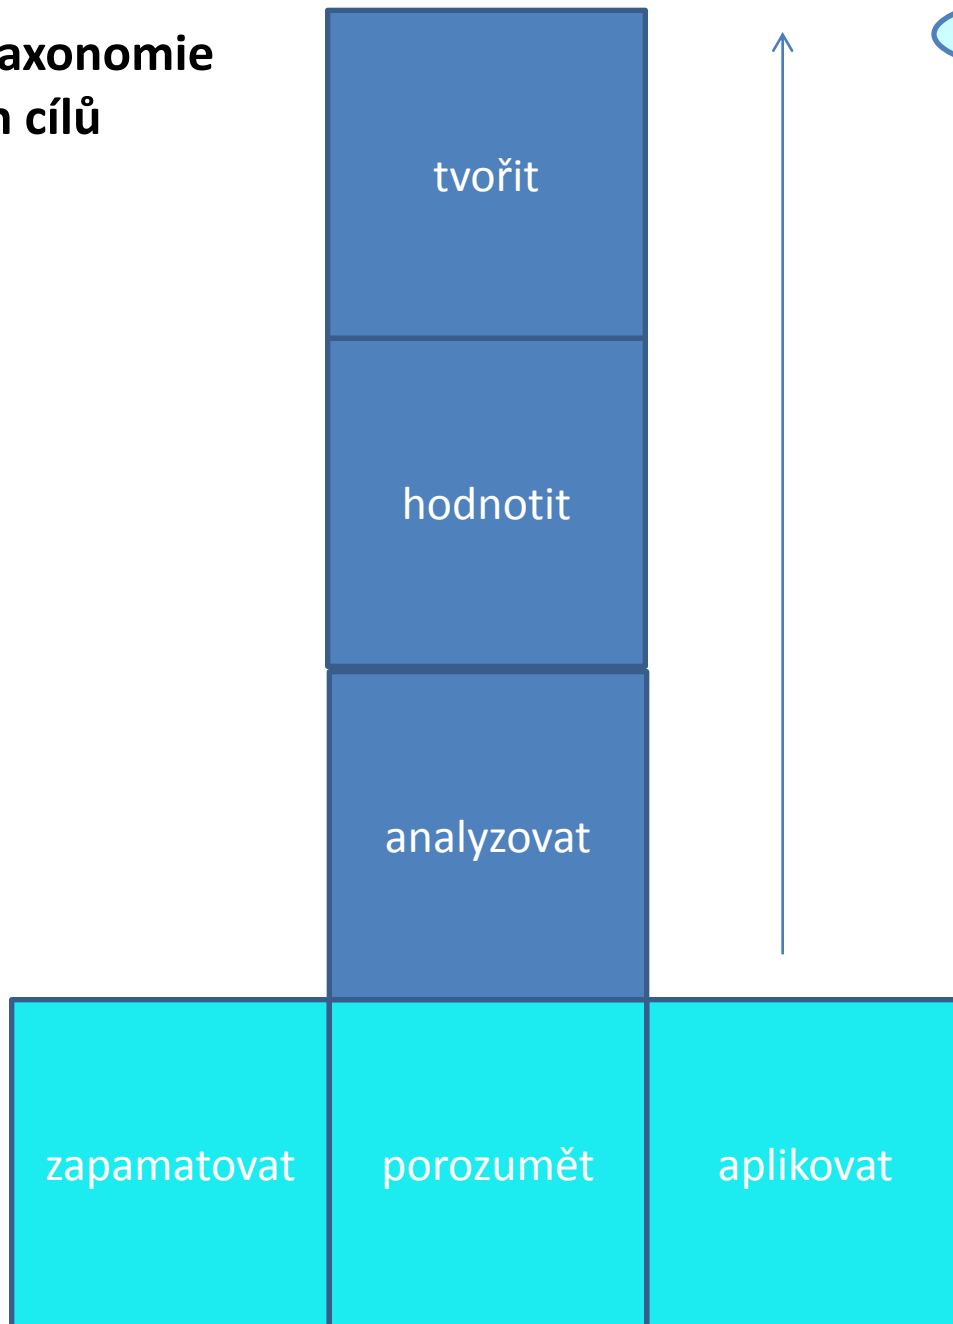 axonomie
cílů
tvořit
hodnotit
analyzovat
zapamatovat porozumět aplikovat